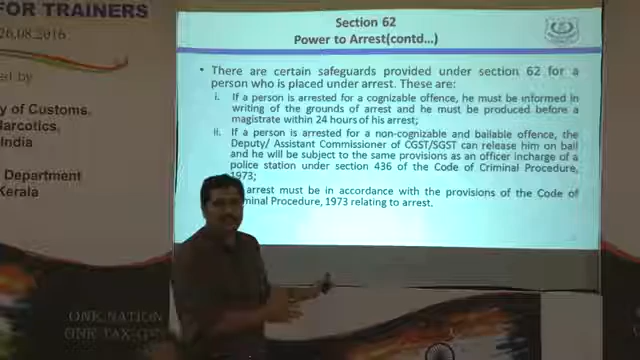 FOR TRAINERS
26.08.2016
ed by
y of Customs,
Narcotics,
India
Department
Kerala
Section 62
Power to Arrest(contd...)
• There are certain safeguards provided under section 62 for a
person who is placed under arrest. These are:
i. If a person is arrested for a cognizable offence, he must be informed in
writing of the grounds of arrest and he must be produced before a
magistrate within 24 hours of his arrest;
ii. If a person is arrested for a non-cognizable and bailable offence, the
Deputy/ Assistant Commissioner of CGST/SGST can release him on bail
and he will be subject to the same provisions as an officer incharge of a
police station under section 436 of the Code of Criminal Procedure,
1973;
arrest must be in accordance with the provisions of the Code of
minal Procedure, 1973 relating to arrest.
ONE NATION
ONE TAX